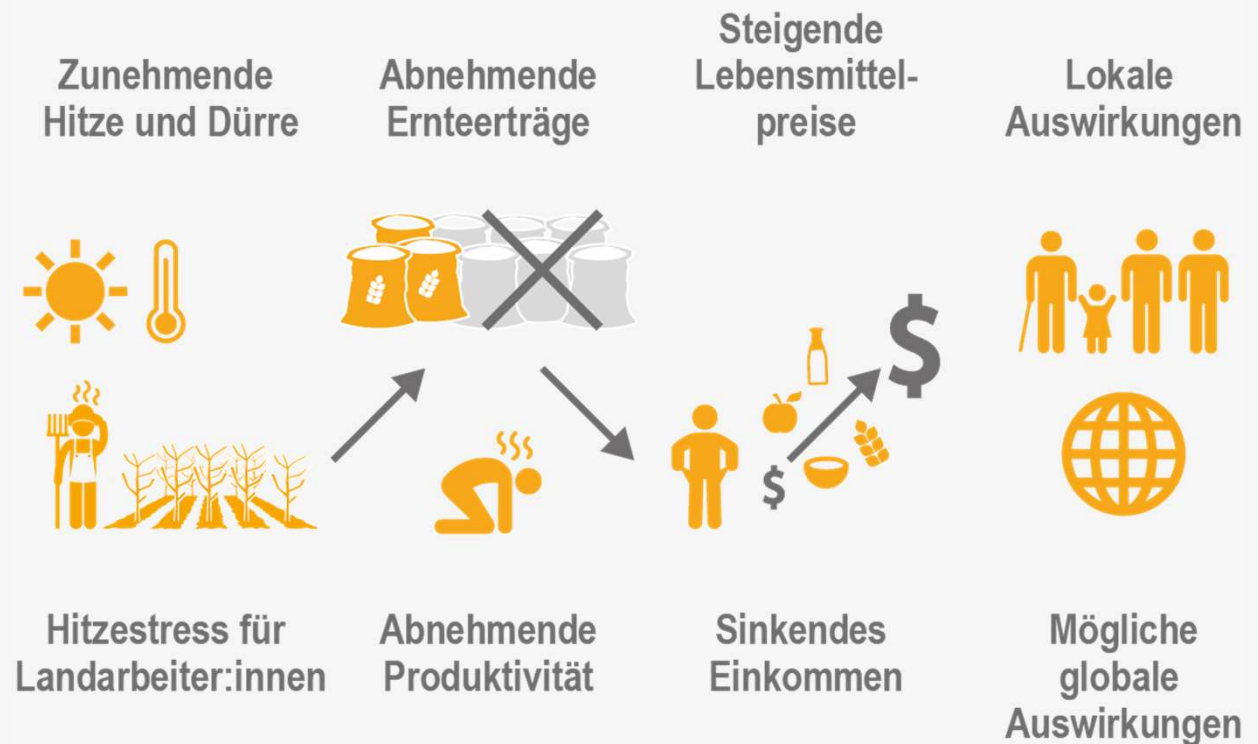 Zunehmende
Hitze und Dürre
Abnehmende
Ernteerträge
Steigende
Lebensmittel-
preise
Lokale
Auswirkungen
$
$
Hitzestress für
Landarbeiter:innen
Abnehmende
Produktivität
Sinkendes
Einkommen
Mögliche
globale
Auswirkungen